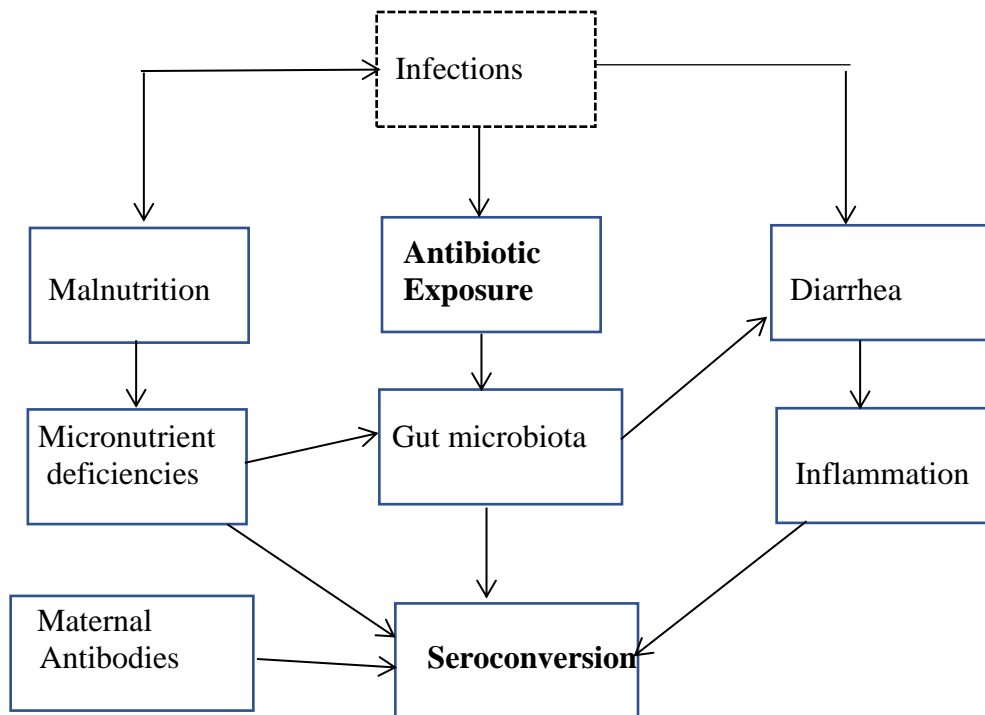 Infections
Antibiotic
Exposure
Malnutrition
Diarrhea
Micronutrient
deficiencies
Gut microbiota
Inflammation
Maternal
Antibodies
Seroconversion